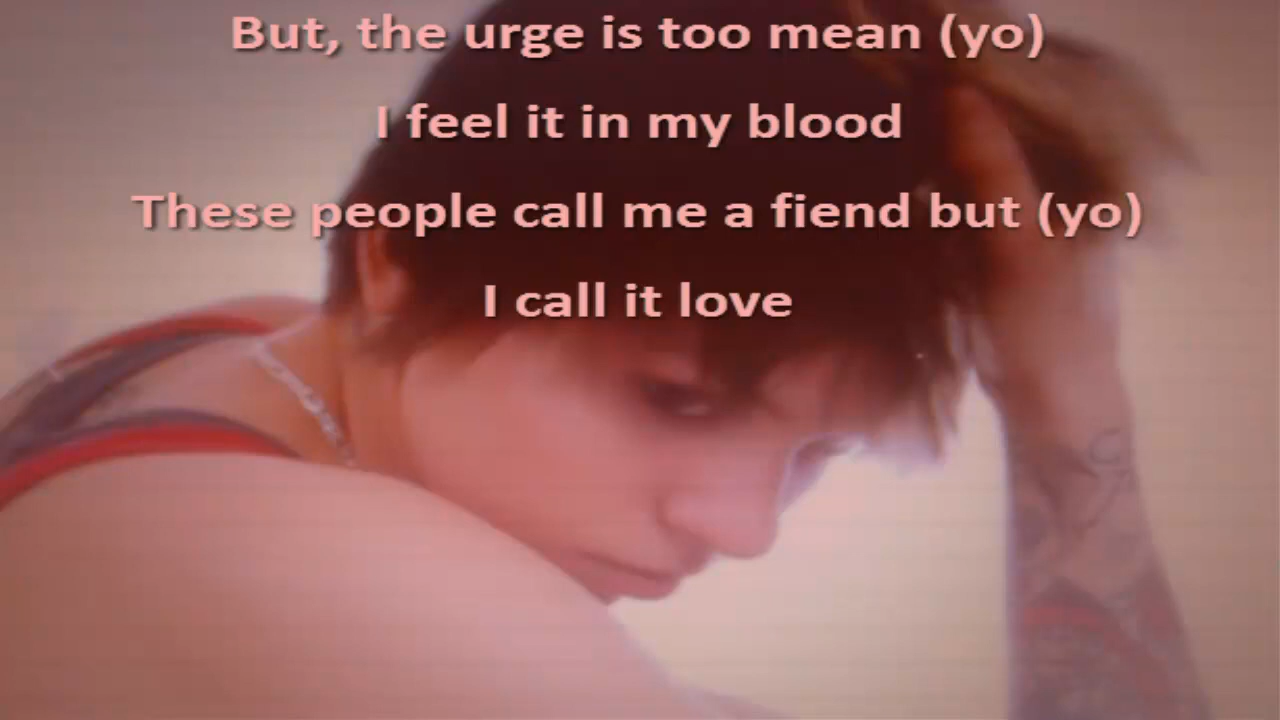 But, the urge is too mean (yo)
I feel it in my blood
These people call me a fiend but (yo)
I call it love